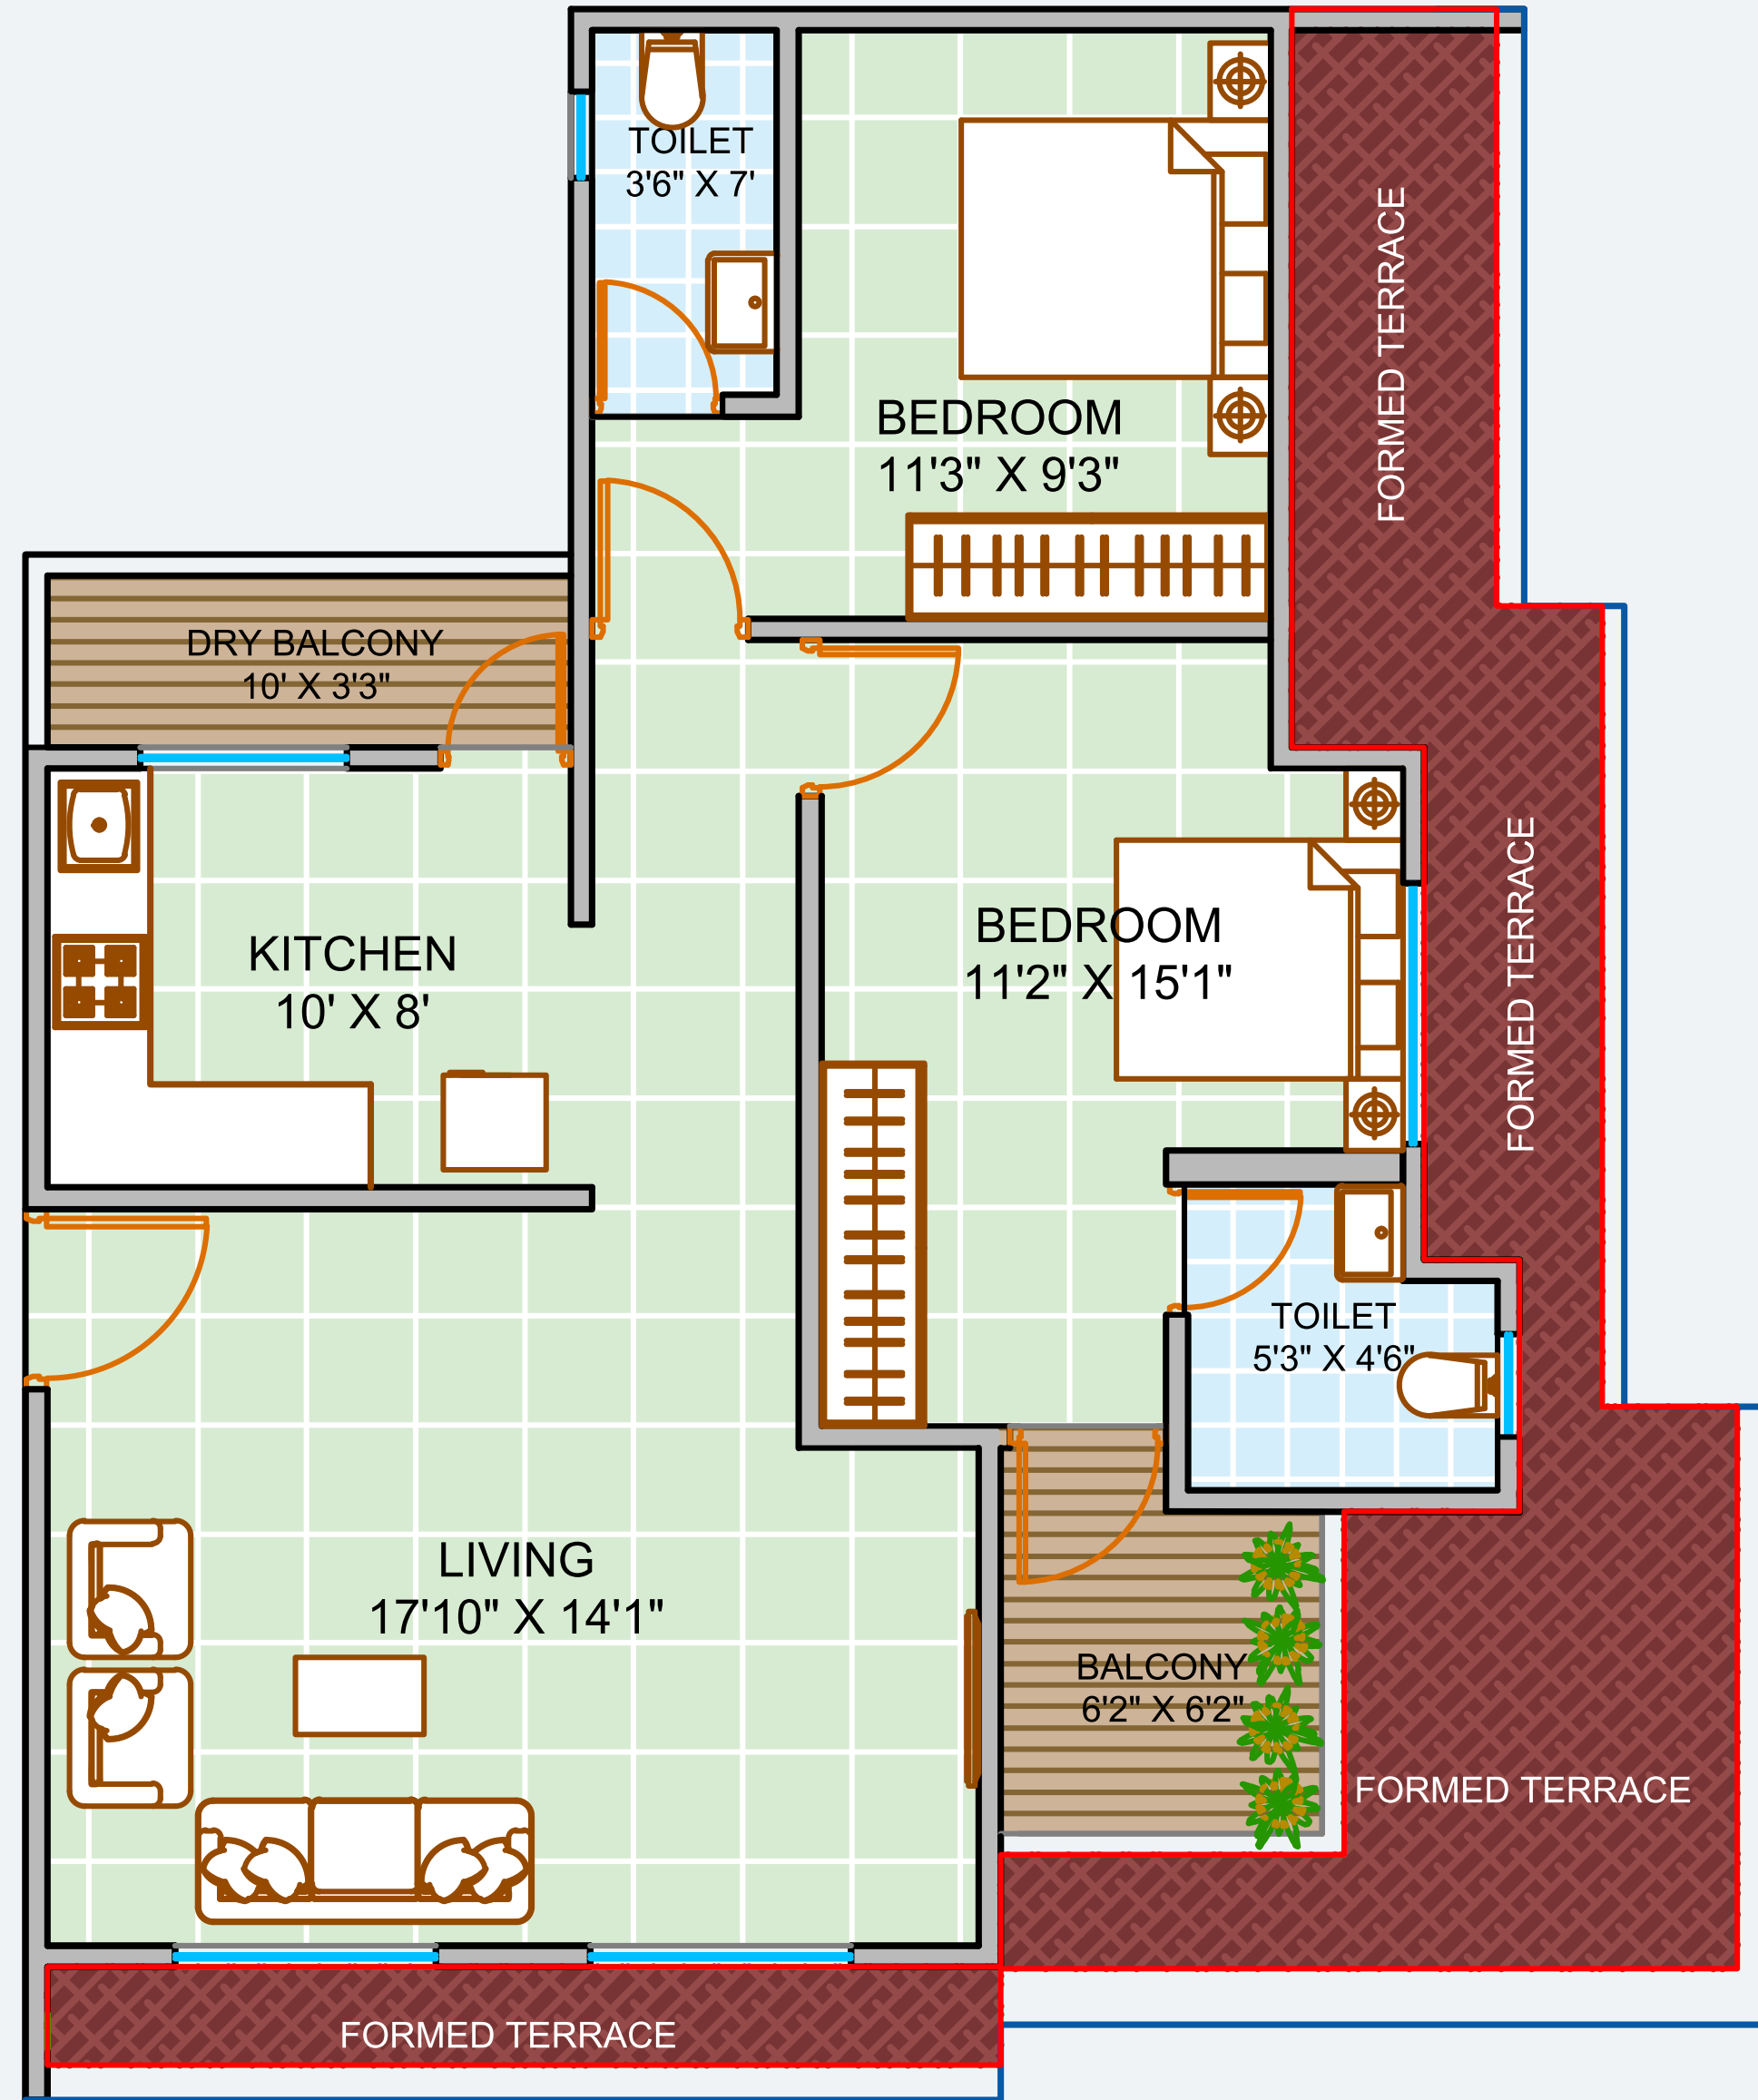 TOILET
3'6" X 7'
FORMED TERRACE
BEDROOM
11'3" X 9'3"
DRY BALCONY
10' X 3'3"
FORMED TERRACE
BEDROOM
11'2" X 15'1"
KITCHEN
10' X 8'
TOILET
5'3" X 4'6"
LIVING
17'10" X 14'1"
BALCONY
6'2" X 6'2"
FORMED TERRACE
FORMED TERRACE